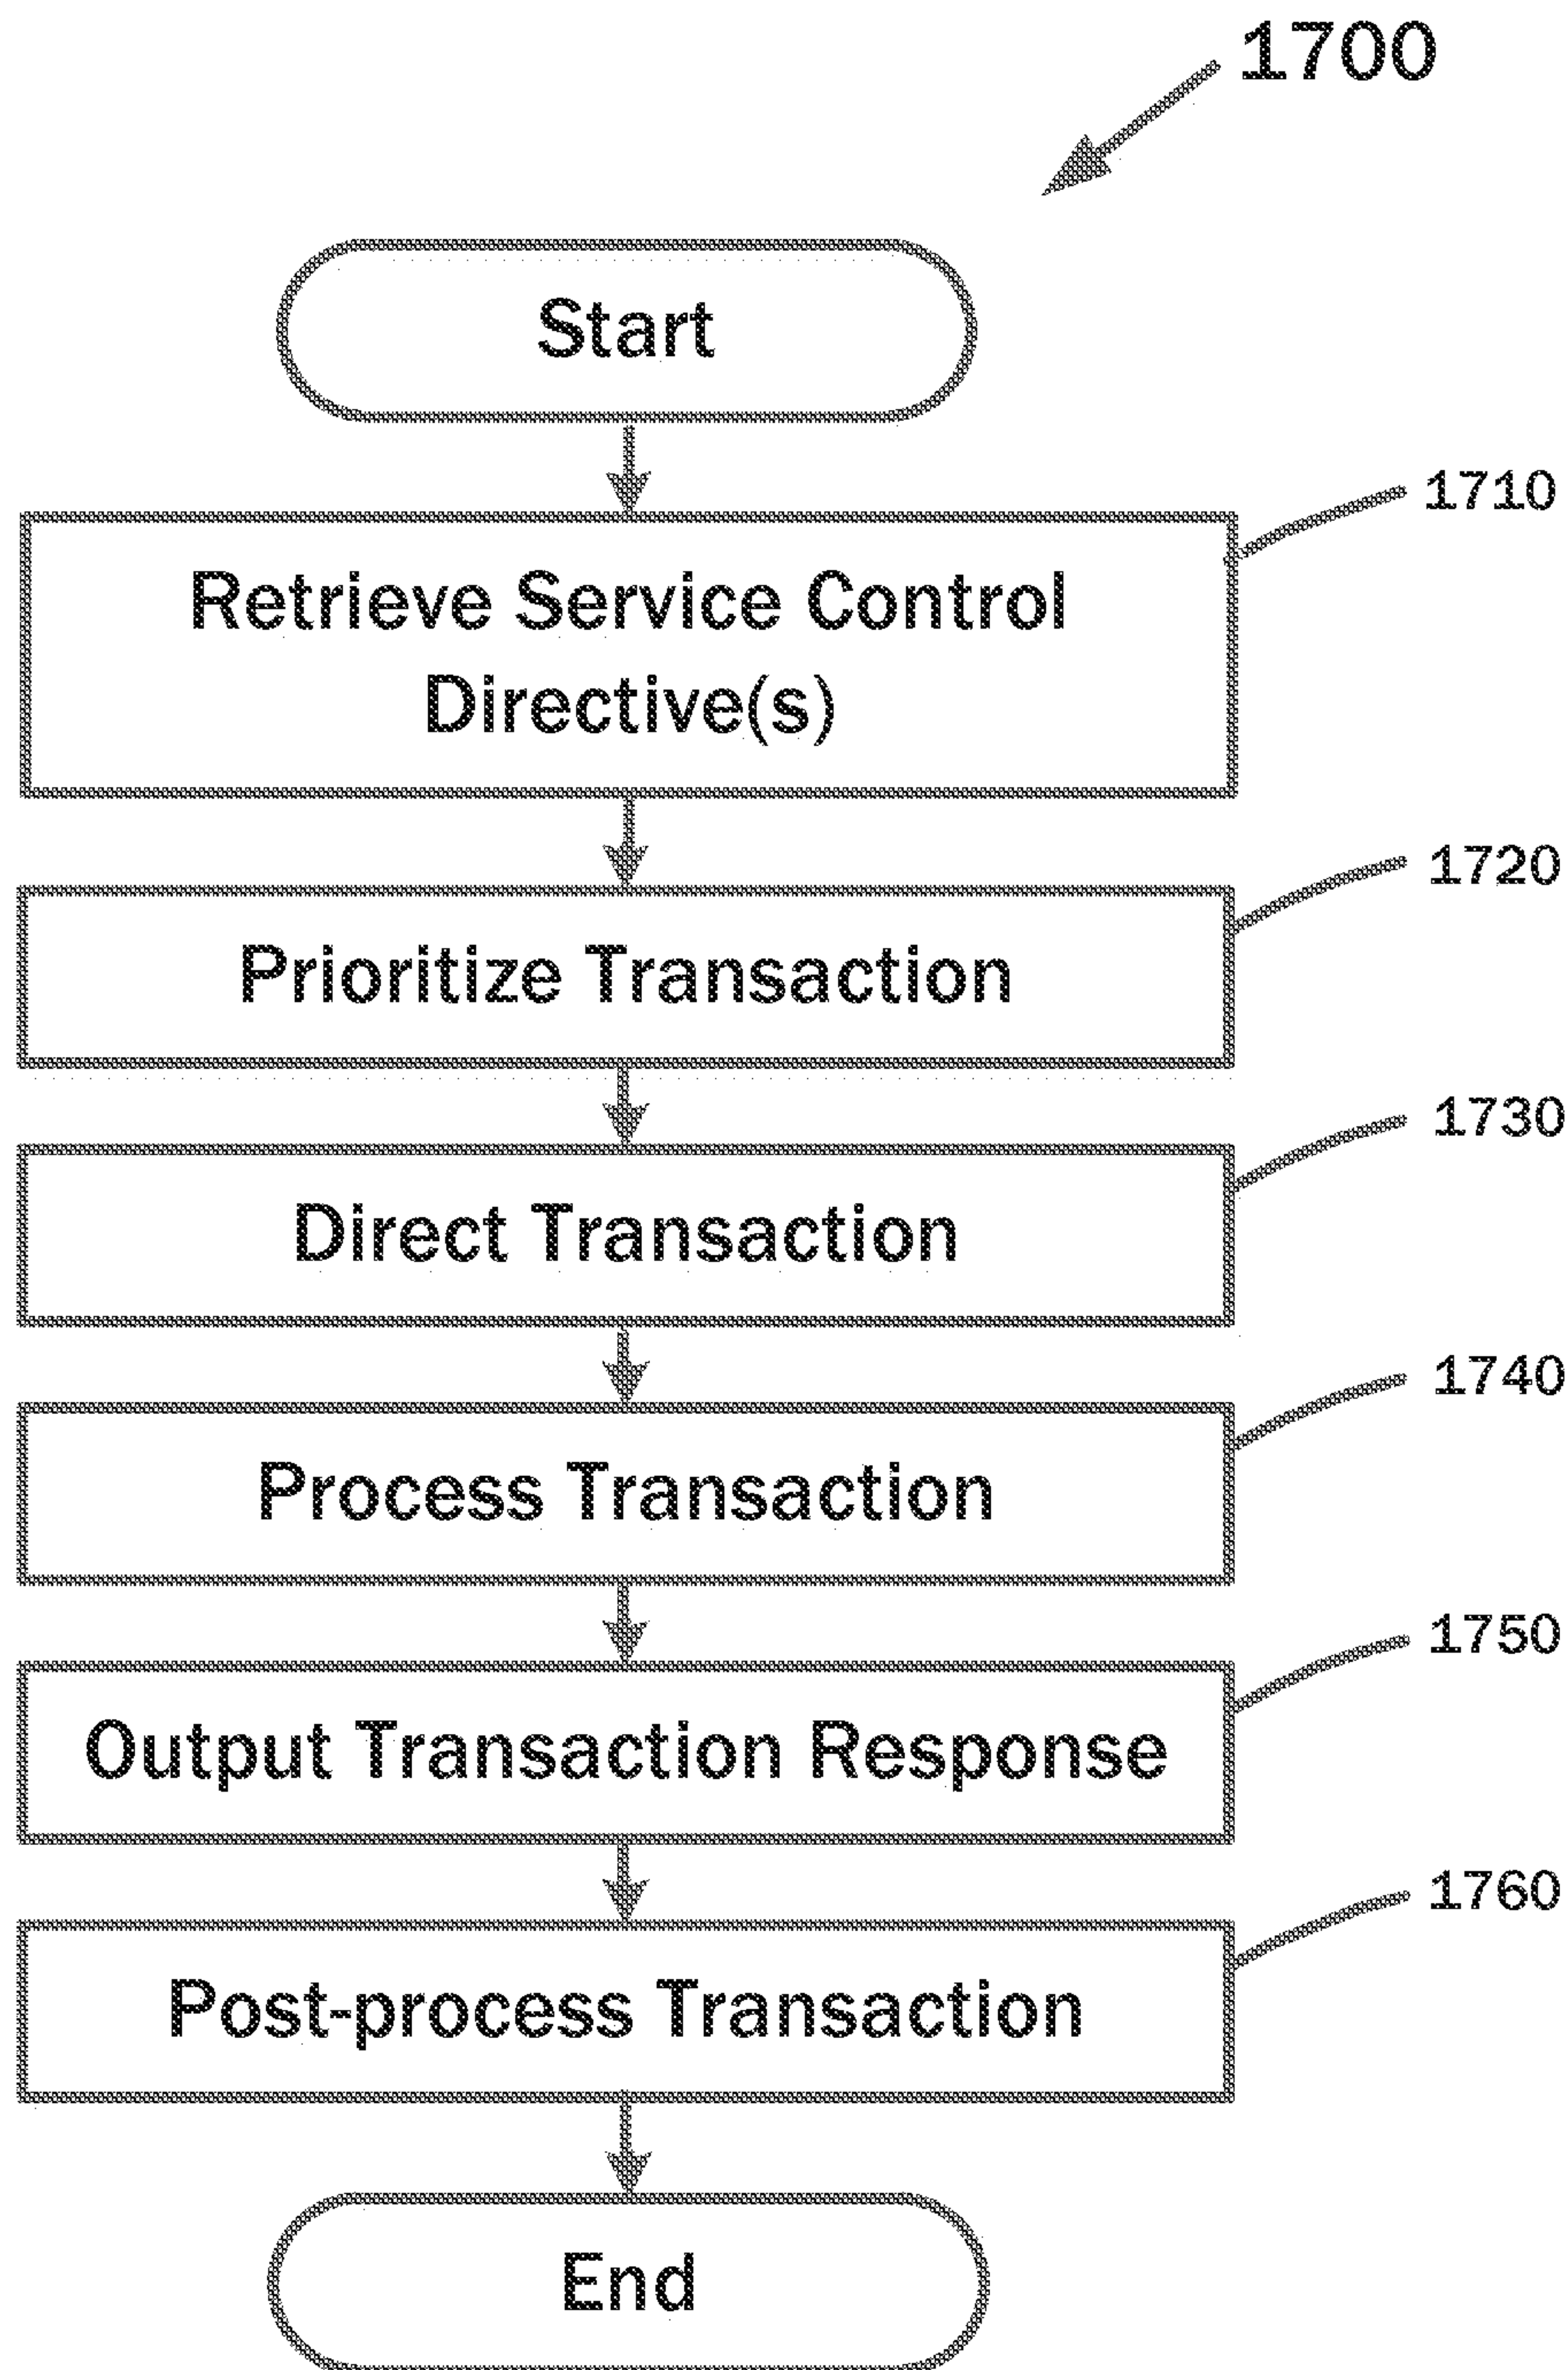 1700
Start
1710
Retrieve Service Control
Directive(s)
1720
Prioritize Transaction
1730
Direct Transaction
1740
Process Transaction
1750
Output Transaction Response
1760
Post-process Transaction
End